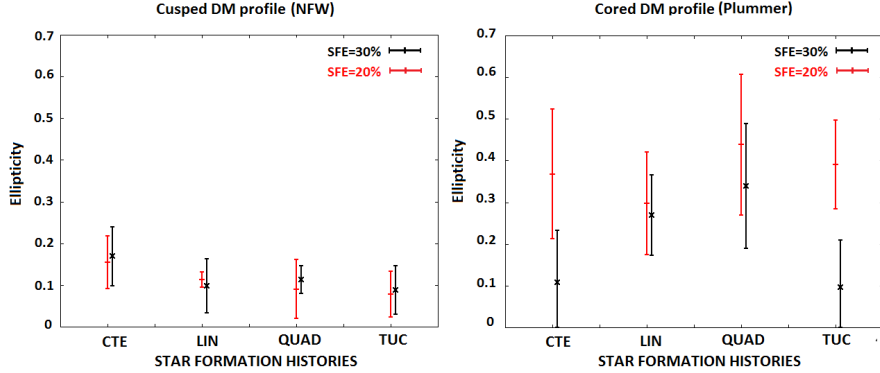 Cusped DM profile (NFW)
0.7
0.6
0.5
0.4
0.3
0.2
0.1
0
Ellipticity
SFE=30%
SFE=20%
CTE LIN QUAD TUC
STAR FORMATION HISTORIES
Cored DM profile (Plummer)
0.7
0.6
0.5
0.4
0.3
0.2
0.1
0
Ellipticity
SFE=30%
SFE=20%
CTE LIN QUAD TUC
STAR FORMATION HISTORIES